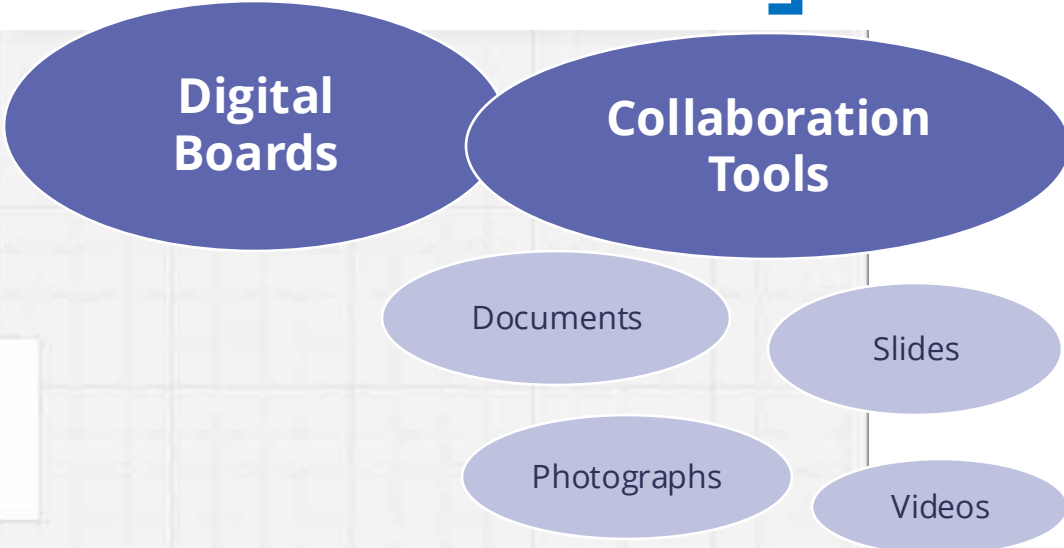 Digital
Boards
Collaboration
Tools
Documents
Slides
Photographs
Videos